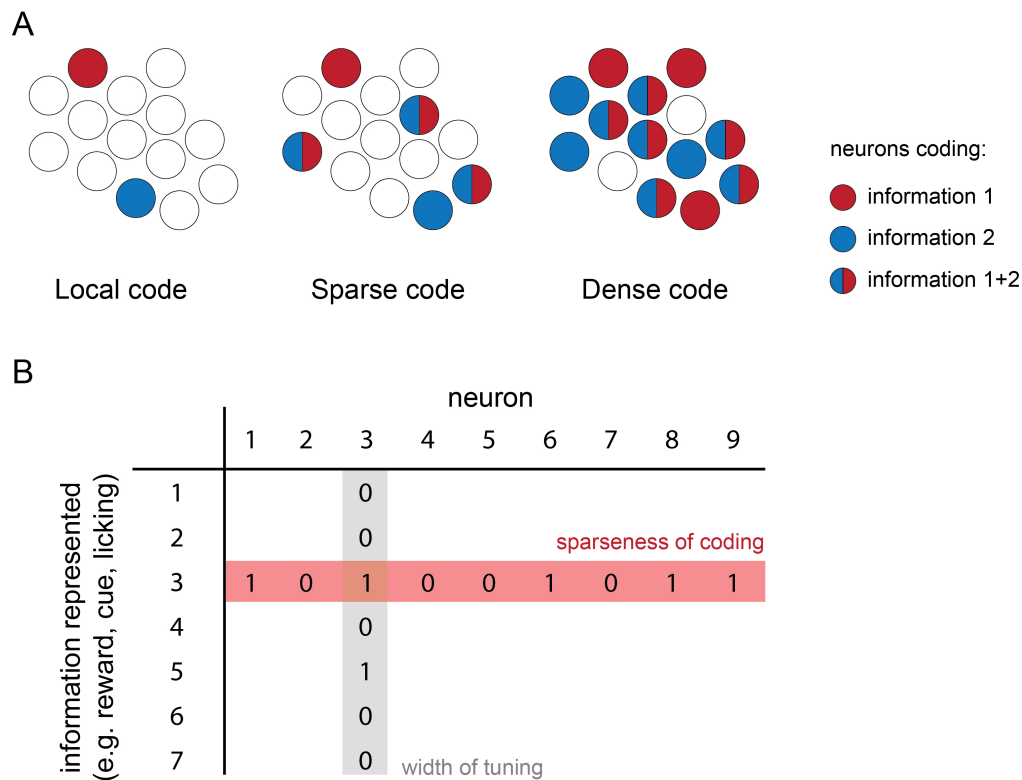 A
neurons coding:
information 1
information 2
information 1+2
Local code
Sparse code
Dense code
B
neuron
1 2 3 4 5 6 7 8 9
information represented
(e.g. reward, cue, licking)
1 0
2 0
sparseness of coding
3 1 0 1 0 0 1 0 1 1
4 0
5 1
6 0
7 0
width of tuning